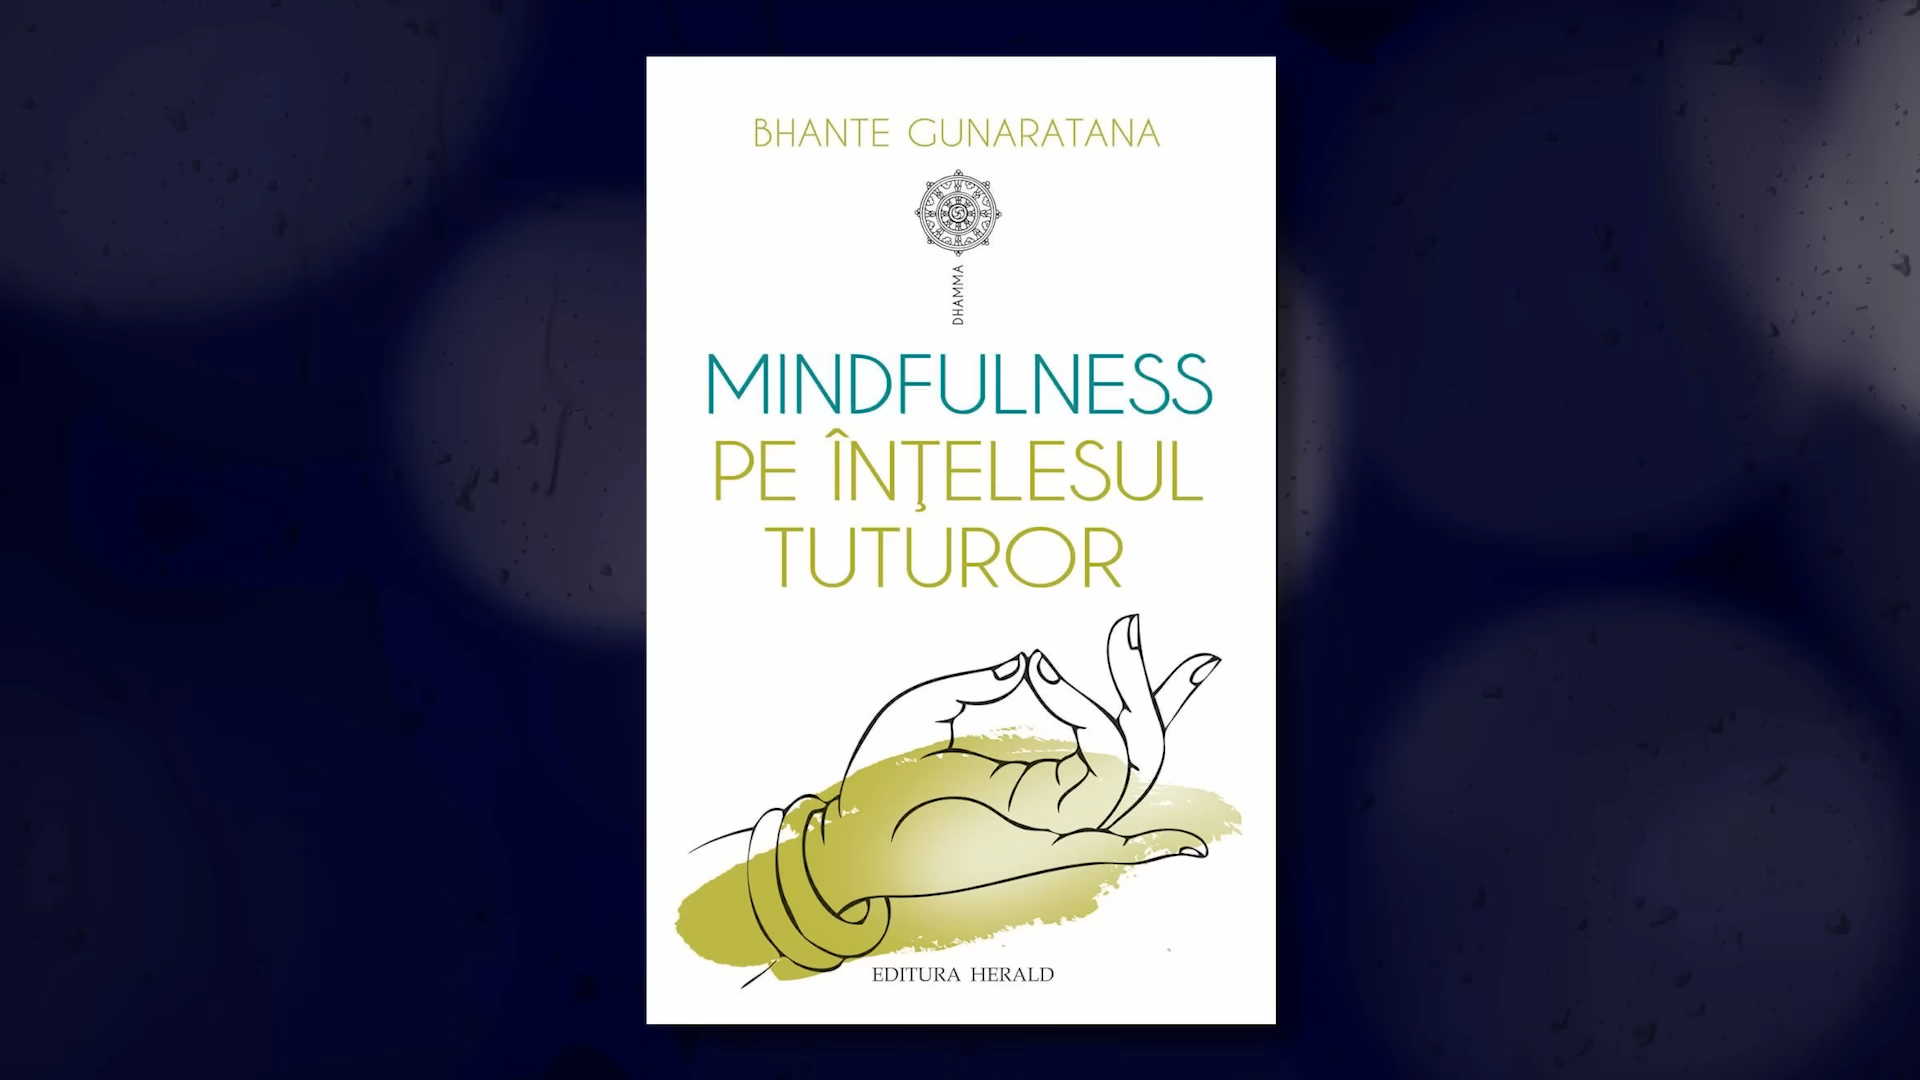 BHANTE GUNARATANA
DHAMMA
MINDFULNESS
PE ÎNŢELESUL
TUTUROR
EDITURA HERALD